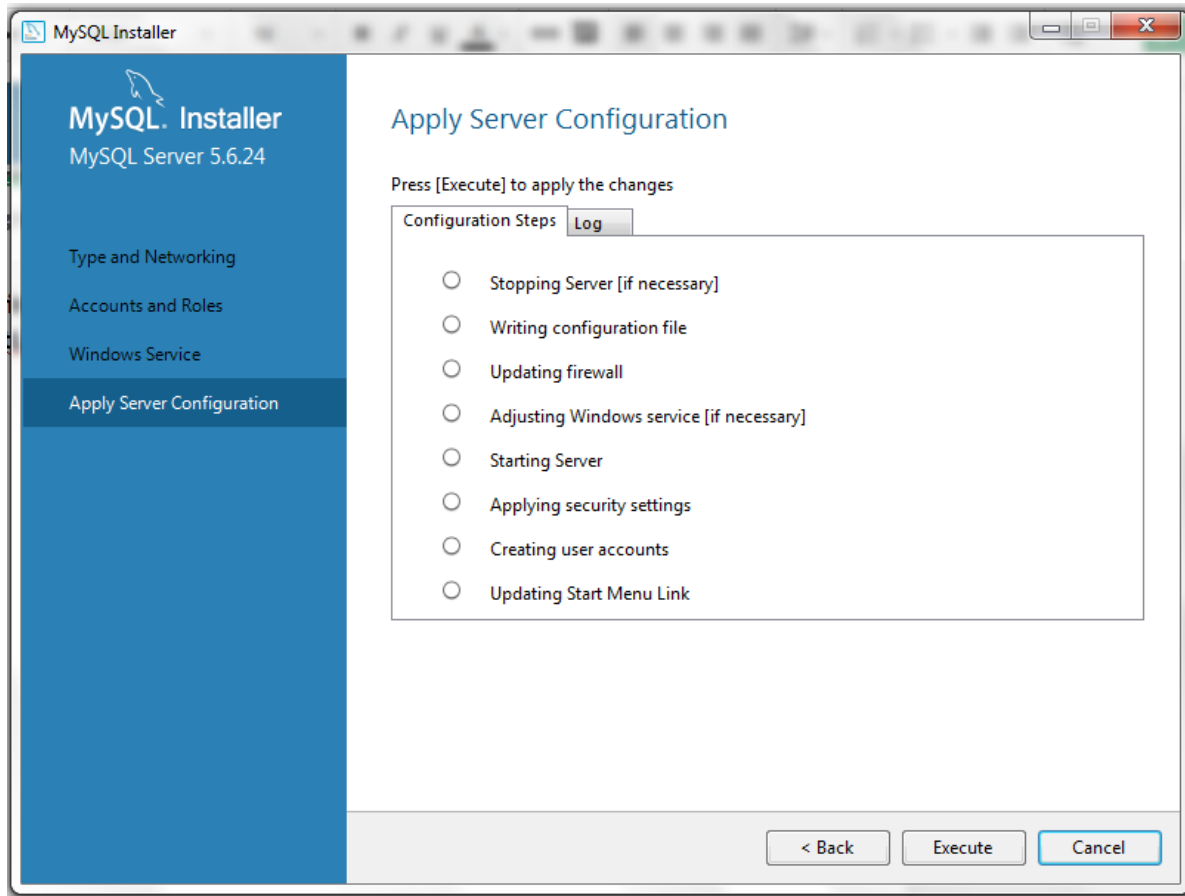 MySQL Installer
MySQL. Installer
MySQL Server 5.6.24
Type and Networking
Accounts and Roles
Windows Service
Apply Server Configuration
Apply Server Configuration
Press [Execute] to apply the changes
Configuration Steps
Log
Stopping Server [if necessary]
Writing configuration file
Updating firewall
Adjusting Windows service [if necessary]
Starting Server
Applying security settings
Creating user accounts
Updating Start Menu Link
< Back
Execute
Cancel